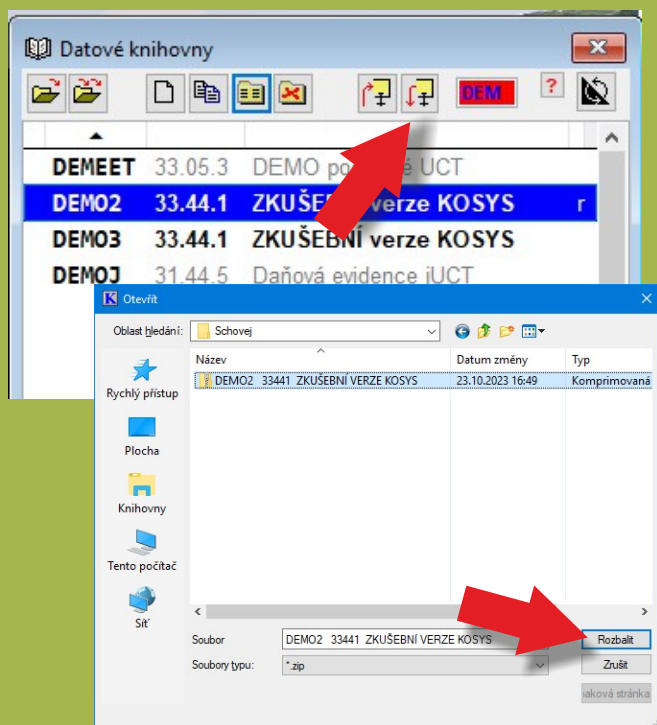 Datové knihovny
DEM ?
DEMEET 33.05.3 DEMO UCT
DEMO2 33.44.1 ZKUŠEBNÍ verze KOSYS r
DEMO3 33.44.1 ZKUŠEBNÍ verze KOSYS
DEMOJ 31.44.5 Daňová evidence jUCT
K Otevřít
Oblast hledání: Schovej
Název Datum změny Typ
DEMO2 33441 ZKUŠEBNÍ VERZE KOSYS 23.10.2023 16:49 Komprimovaná
Rychlý přístup
Plocha
Knihovny
Tento počítač
Síť
Soubor DEMO2 33441 ZKUŠEBNÍ VERZE KOSYS Rozbalit
Soubory typu: *.zip Zrušit
aková stránka